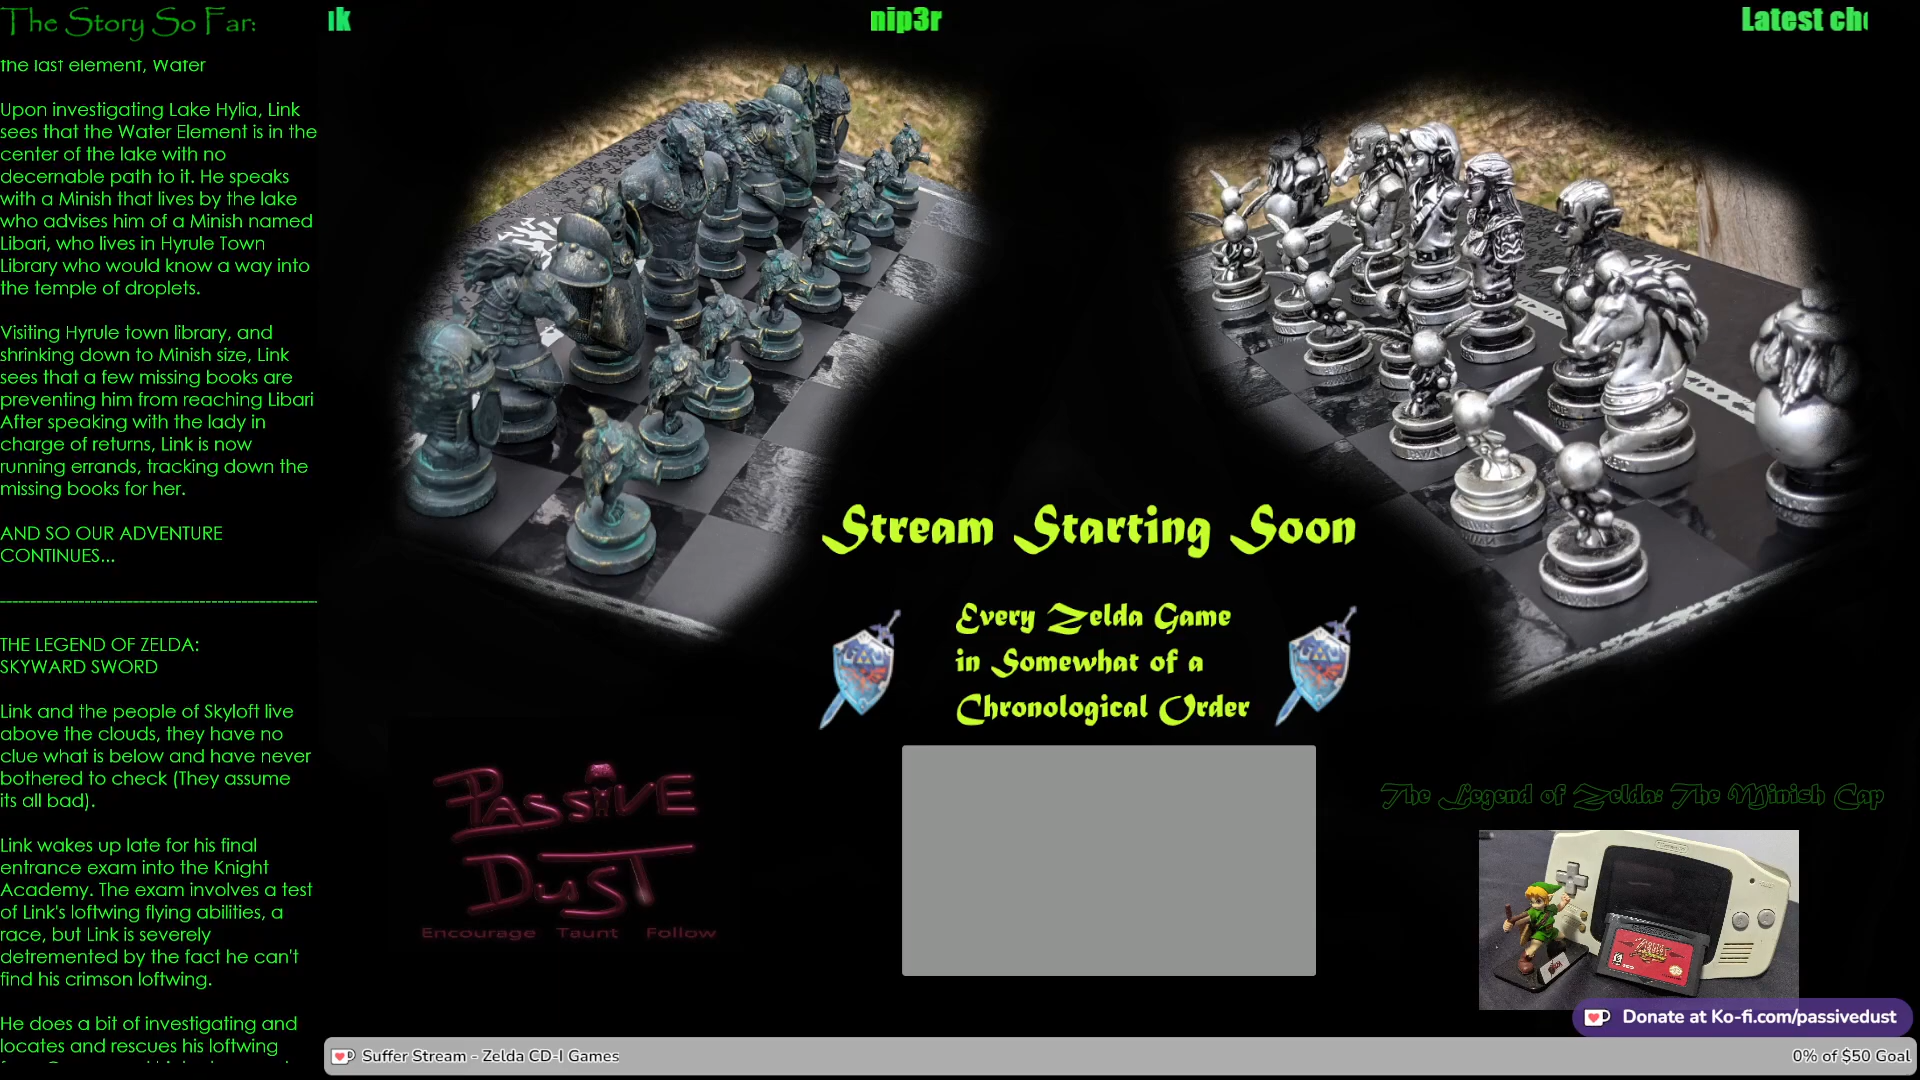 The Story So Far:
the last element, Water
Upon investigating Lake Hylia, Link
sees that the Water Element is in the
center of the lake with no
decernable path to it. He speaks
with a Minish that lives by the lake
who advises him of a Minish named
Libari, who lives in Hyrule Town
Library who would know a way into
the temple of droplets.
Visiting Hyrule town library, and
shrinking down to Minish size, Link
sees that a few missing books are
preventing him from reaching Libari
After speaking with the lady in
charge of returns, Link is now
running errands, tracking down the
missing books for her.
AND SO OUR ADVENTURE
CONTINUES...
THE LEGEND OF ZELDA:
SKYWARD SWORD
Link and the people of Skyloft live
above the clouds, they have no
clue what is below and have never
bothered to check (They assume
its all bad).
Link wakes up late for his final
entrance exam into the Knight
Academy. The exam involves a test
of Link's loftwing flying abilities, a
race, but Link is severely
detremented by the fact he can't
find his crimson loftwing.
He does a bit of investigating and
locates and rescues his loftwing
nip3r
Latest
Stream Starting Soon
Every Zelda Game
in Somewhat of a
Chronological Order
PASSIVE
DUST
Encourage Taunt Follow
The Legend of Zelda: The Minish Cap
Donate at Ko-fi.com/passivedust
Suffer Stream - Zelda CD-I Games
0% of $50 Goal